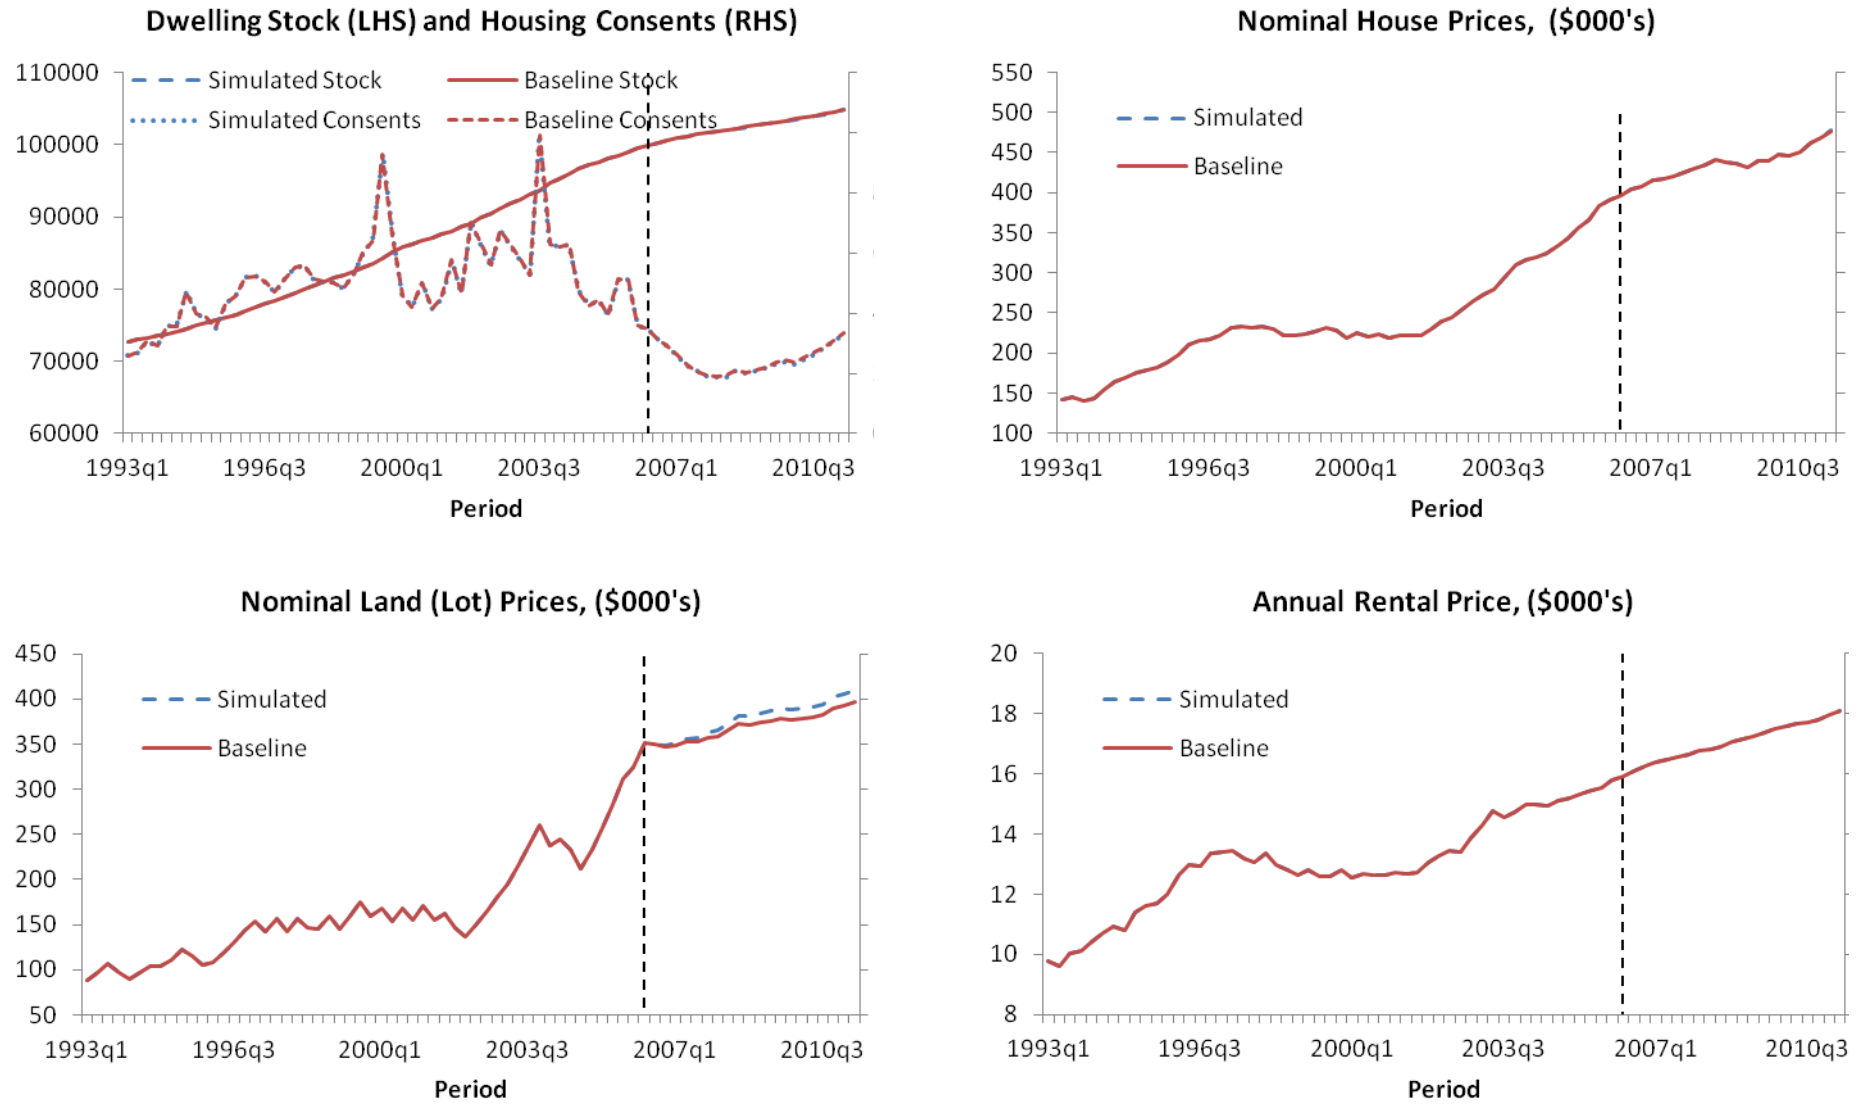 Dwelling Stock (LHS) and Housing Consents (RHS)
110000
100000
90000
80000
70000
60000
Simulated Stock
Baseline Stock
Simulated Consents
Baseline Consents
1993q1 1996q3 2000q1 2003q3 2007q1 2010q3
Period
Nominal House Prices, ($000's)
550
500
450
400
350
300
250
200
150
100
Simulated
Baseline
1993q1 1996q3 2000q1 2003q3 2007q1 2010q3
Period
Nominal Land (Lot) Prices, ($000's)
450
400
350
300
250
200
150
100
50
Simulated
Baseline
1993q1 1996q3 2000q1 2003q3 2007q1 2010q3
Period
Annual Rental Price, ($000's)
20
18
16
14
12
10
8
Simulated
Baseline
1993q1 1996q3 2000q1 2003q3 2007q1 2010q3
Period